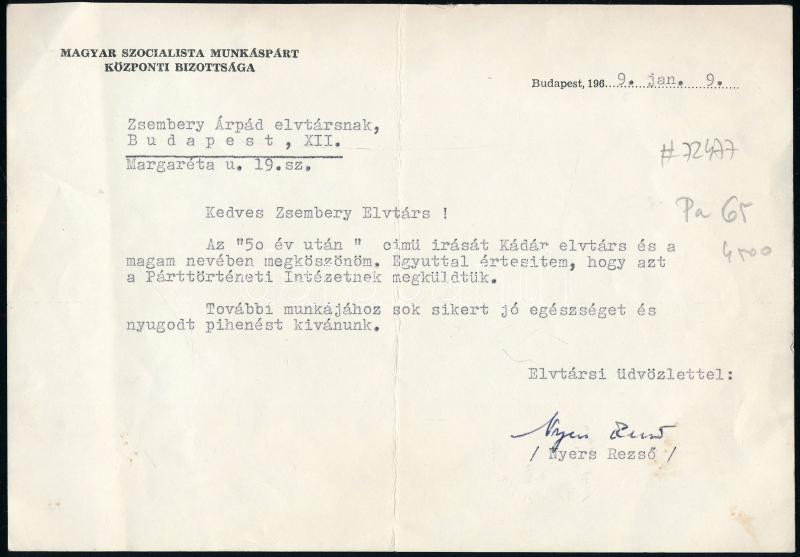 MAGYAR SZOCIALISTA MUNKÁSPÁRT
KÖZPONTI BIZOTTSÁGA
Budapest, 196 9. jan. 9.
Zsembery Árpád elvtársnak,
B u d a p e s t , XII.
Margaréta u. 19.sz.
#72477
Pa 65
4500
Kedves Zsembery Elvtárs !
Az "5o év után " cimü irását Kádár elvtárs és a
magam nevében megköszönöm. Egyuttal értesitem, hogy azt
a Párttörténeti Intézetnek megküldtük.
További munkájához sok sikert jó egészséget és
nyugodt pihenést kivánunk.
Elvtársi üdvözlettel:
Nyers Rezső
/ Nyers Rezső /